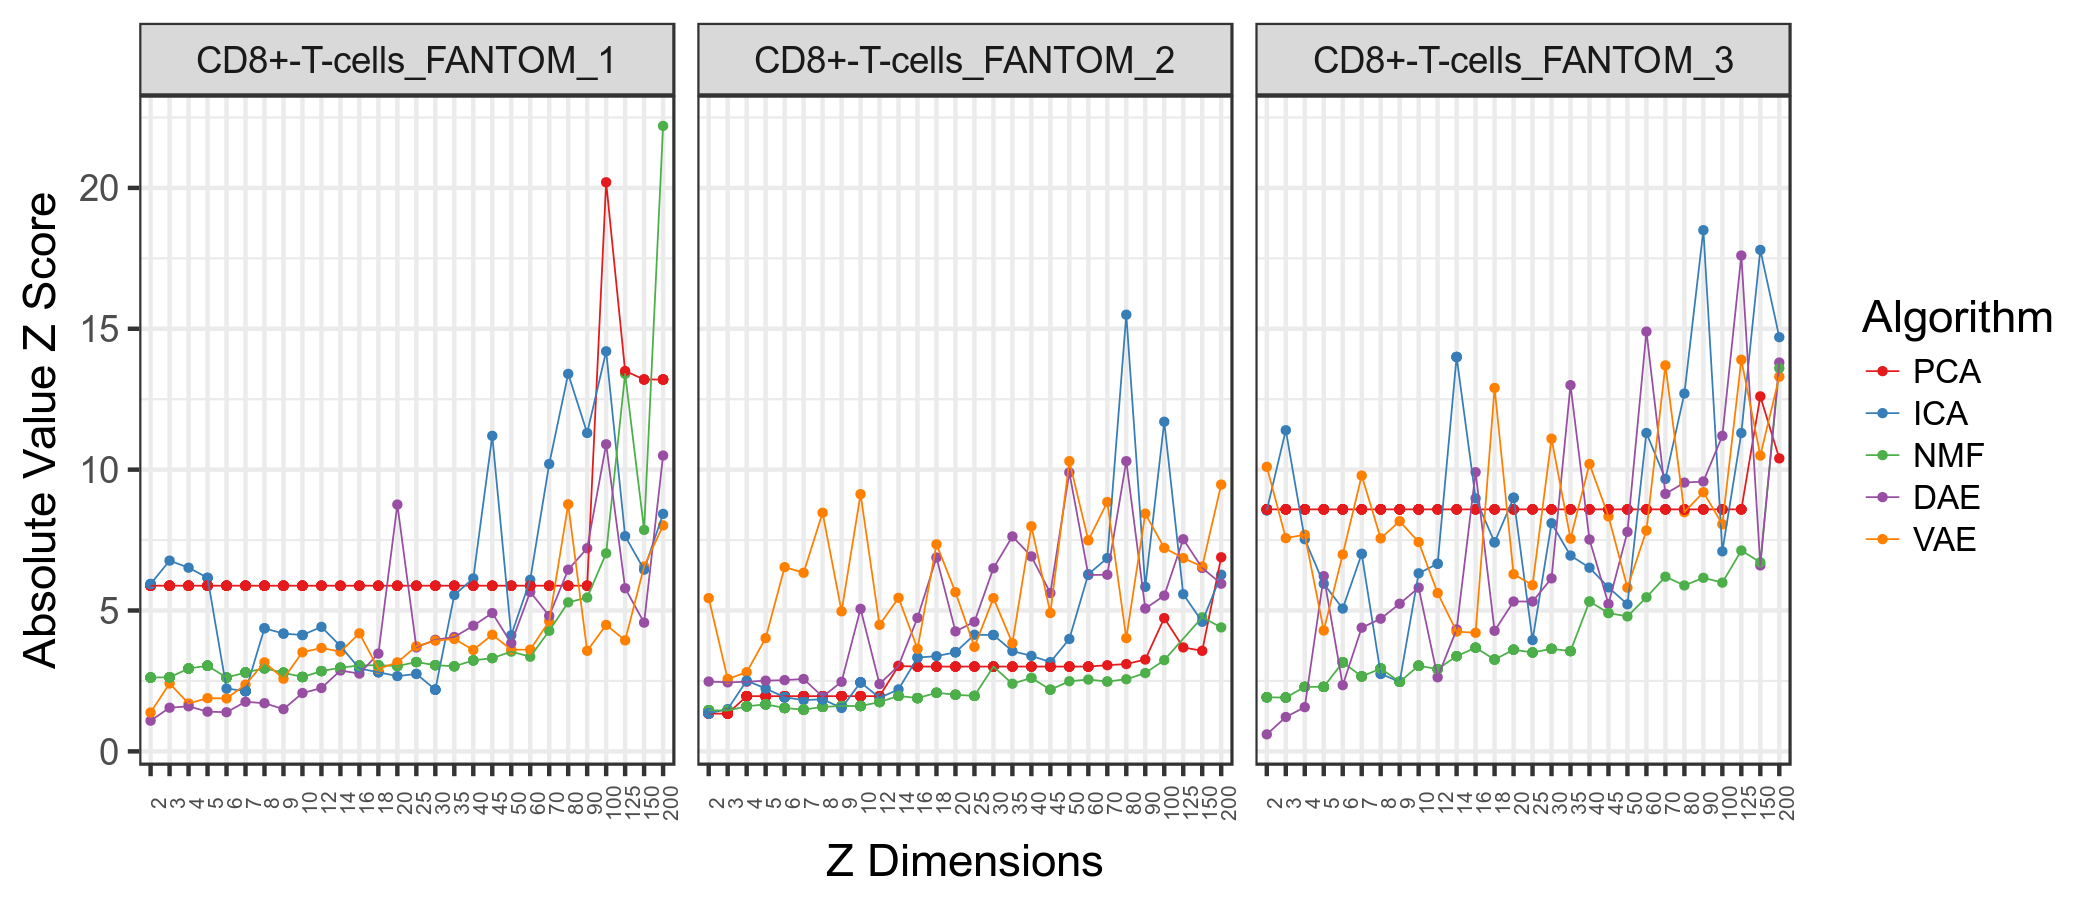 CD8+-T-cells_FANTOM_1 CD8+-T-cells_FANTOM_2 CD8+-T-cells_FANTOM_3
Absolute Value Z Score
20
15
10
5
0
2 3 4 5 6 7 8 9 10 12 14 16 18 20 25 30 35 40 45 50 60 70 80 90 100 125 150 200
2 3 4 5 6 7 8 9 10 12 14 16 18 20 25 30 35 40 45 50 60 70 80 90 100 125 150 200
2 3 4 5 6 7 8 9 10 12 14 16 18 20 25 30 35 40 45 50 60 70 80 90 100 125 150 200
Z Dimensions
Algorithm
PCA
ICA
NMF
DAE
VAE